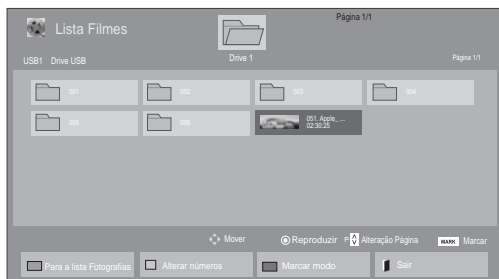 Lista Filmes
Página 1/1
USB1 Drive USB
Drive 1
Página 1/1
001
002
003
004
005
006
051. Apple_ ...
02:30:25
Mover
Reproduzir
P Alteração Página
MARK Marcar
Para a lista Fotografias
Alterar números
Marcar modo
Sair